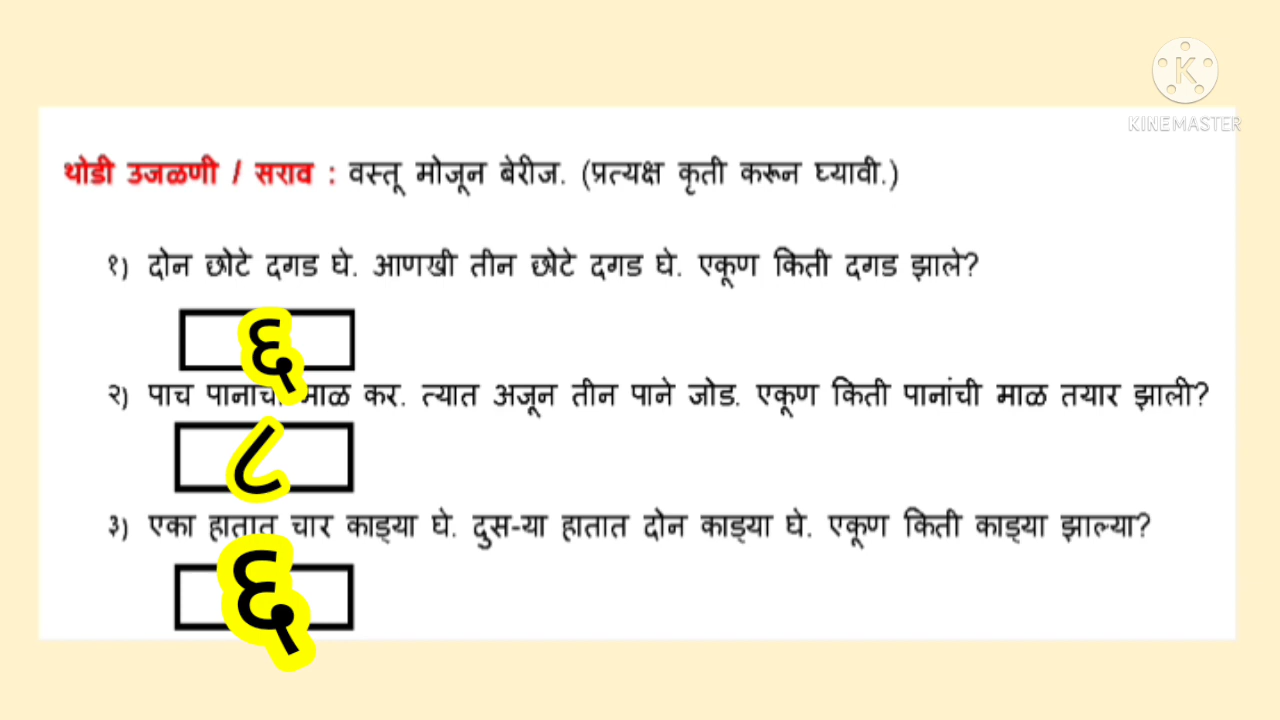 KINEMASTER
थोडी उजळणी / सराव : वस्तू मोजून बेरीज. (प्रत्यक्ष कृती करून घ्यावी.)
१) दोन छोटे दगड घे. आणखी तीन छोटे दगड घे. एकूण किती दगड झाले?
६
२) पाच पानांची माळ कर. त्यात अजून तीन पाने जोड. एकूण किती पानांची माळ तयार झाली?
८
३) एका हातात चार काड्या घे. दुस-या हातात दोन काड्या घे. एकूण किती काड्या झाल्या?
६